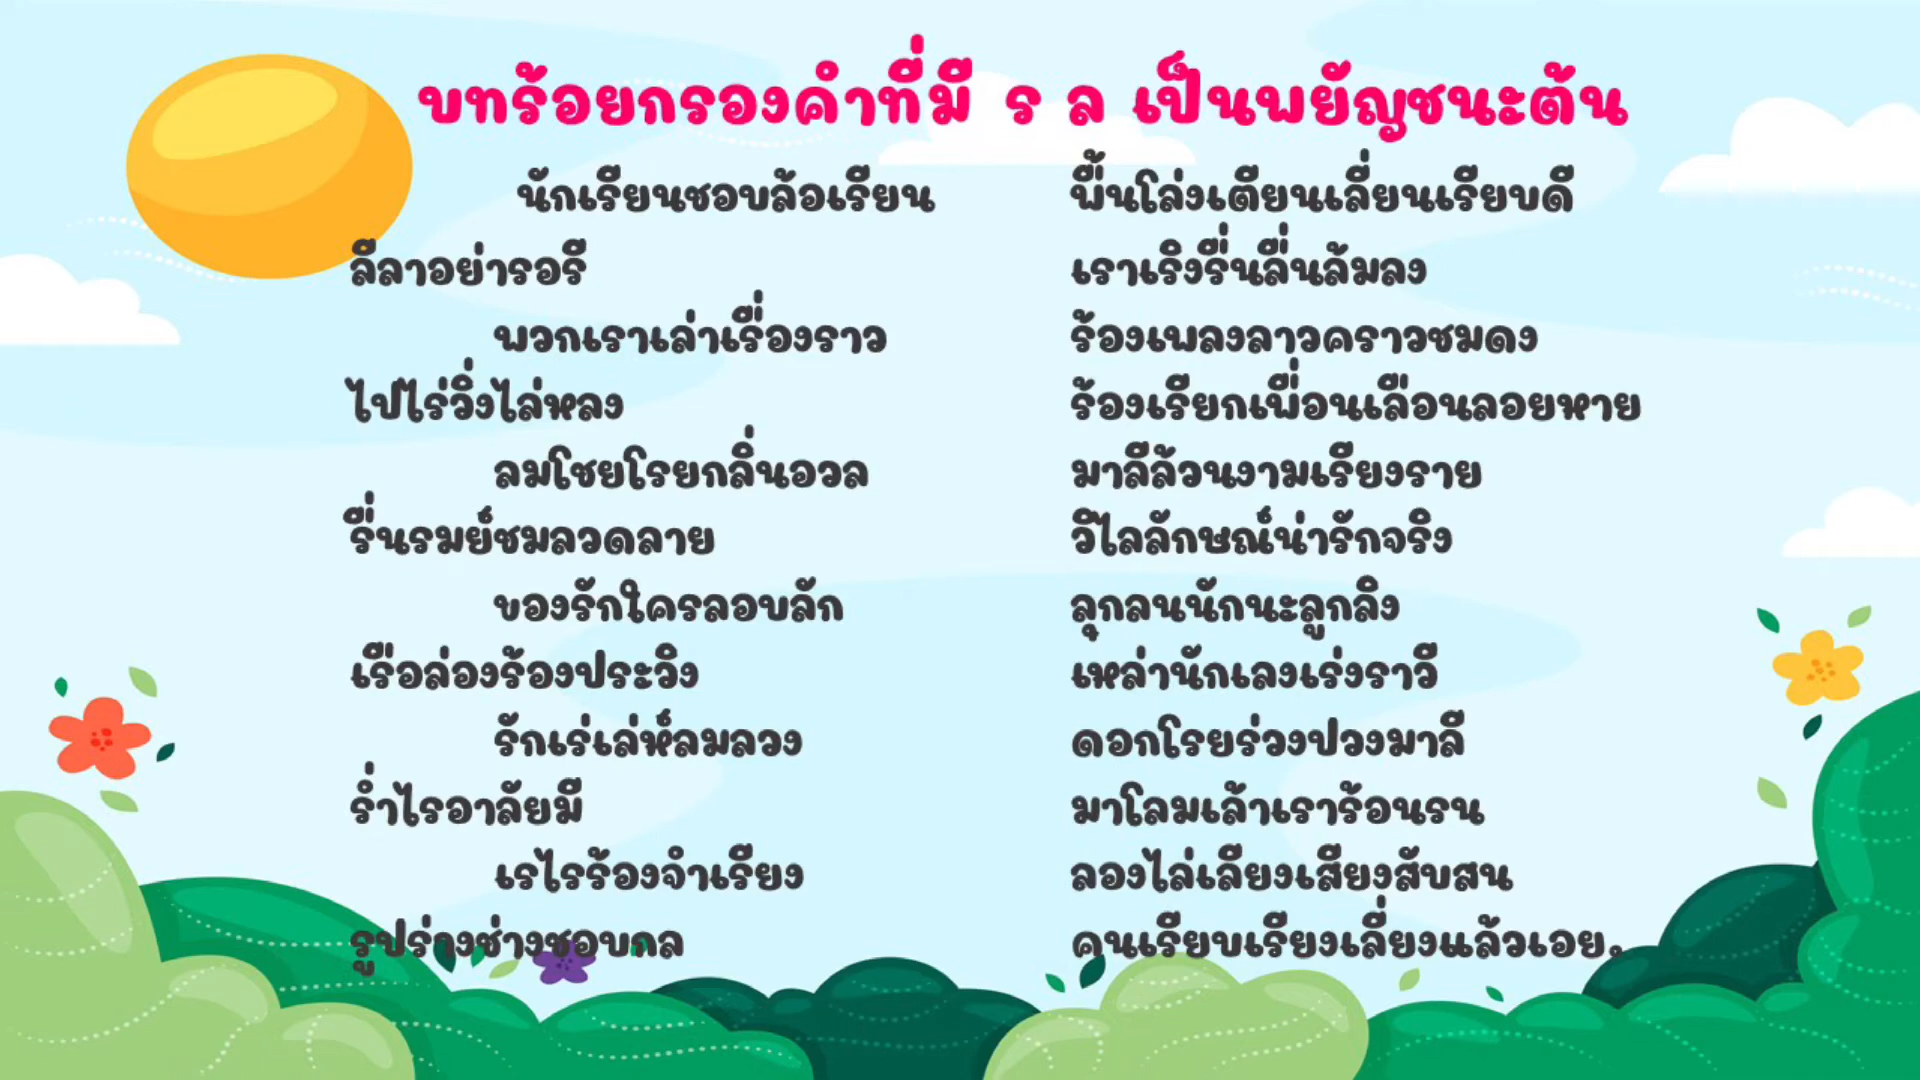 บทร้อยกรองคำที่มี ร ล เป็นพยัญชนะต้น
นักเรียนชอบล้อเรียน พื้นโล่งเตียนเลี่ยนเรียบดี
ลีลาอย่ารอรี เราเริงรื่นลื่นล้มลง
พวกเราเล่าเรื่องราว ร้องเพลงลาวคราวชมดง
ไปไร่วิ่งไล่หลง ร้องเรียกเพื่อนเลือนลอยหาย
ลมโชยโรยกลิ่นอวล มาลีล้วนงามเรียงราย
รื่นรมย์ชมลวดลาย วิไลลักษณ์น่ารักจริง
ของรักใครลอบลัก ลุกลนนักนะลูกลิง
เรือล่องร้องประวิง เหล่านักเลงเร่งราวี
รักเร่เล่ห์ลมลวง ดอกโรยร่วงปวงมาลี
ร่ำไรอาลัยมี มาโลมเล้าเราร้อนรน
เรไรร้องจำเรียง ลองไล่เลียงเสียงสับสน
รูปร่างช่างชอบกล คนเรียบเรียงเลี่ยงแล้วเอย.